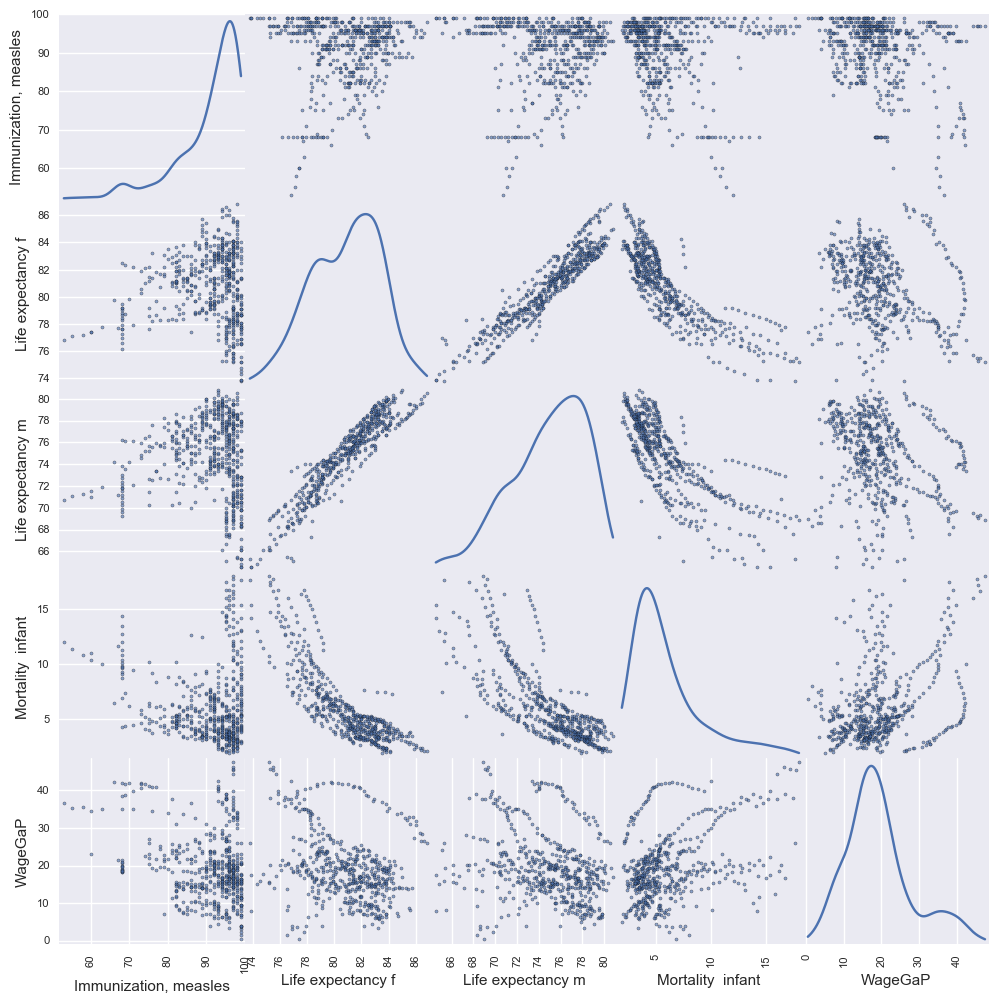 100
90
80
70
60
Immunization, measles
86
84
82
80
78
76
74
Life expectancy f
80
78
76
74
72
70
68
66
Life expectancy m
15
10
5
Mortality  infant
40
30
20
10
0
WageGaP
60 70 80 90 100
74 76 78 80 82 84 86
66 68 70 72 74 76 78 80
5 10 15
0 10 20 30 40
Immunization, measles Life expectancy f Life expectancy m Mortality  infant WageGaP